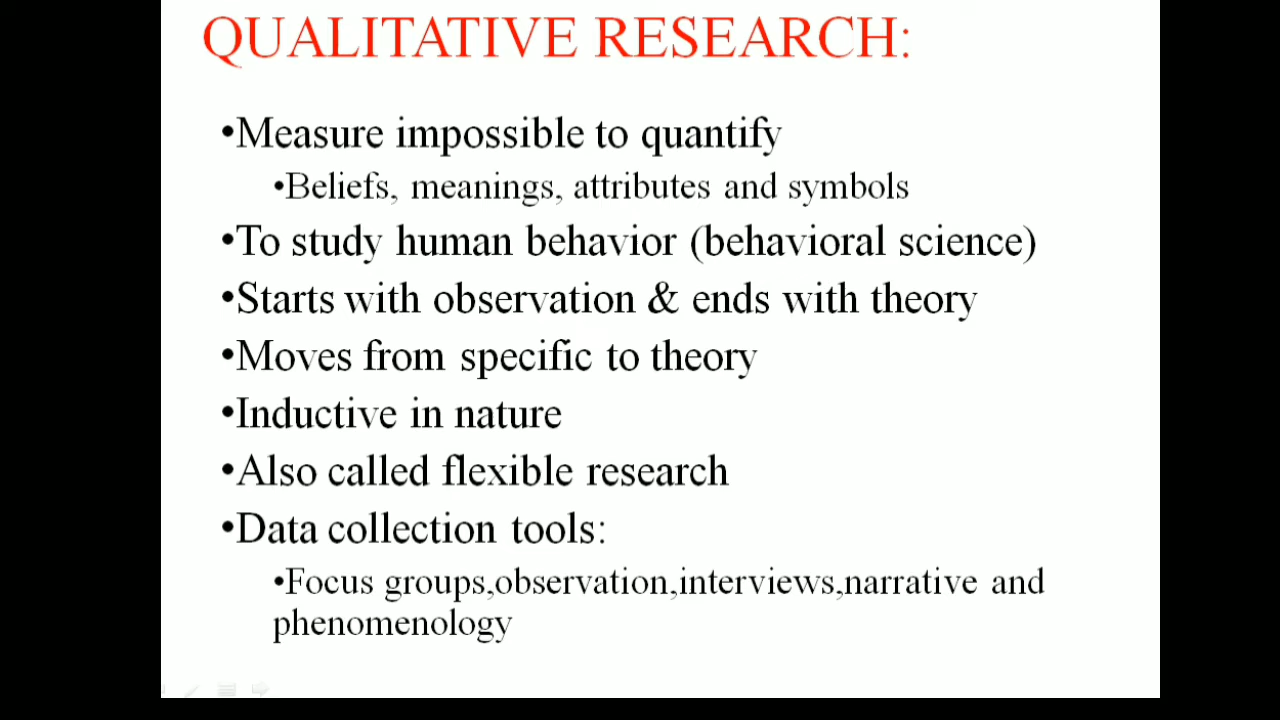 QUALITATIVE RESEARCH:
•Measure impossible to quantify
•Beliefs, meanings, attributes and symbols
•To study human behavior (behavioral science)
•Starts with observation & ends with theory
•Moves from specific to theory
•Inductive in nature
•Also called flexible research
•Data collection tools:
•Focus groups,observation,interviews,narrative and
phenomenology